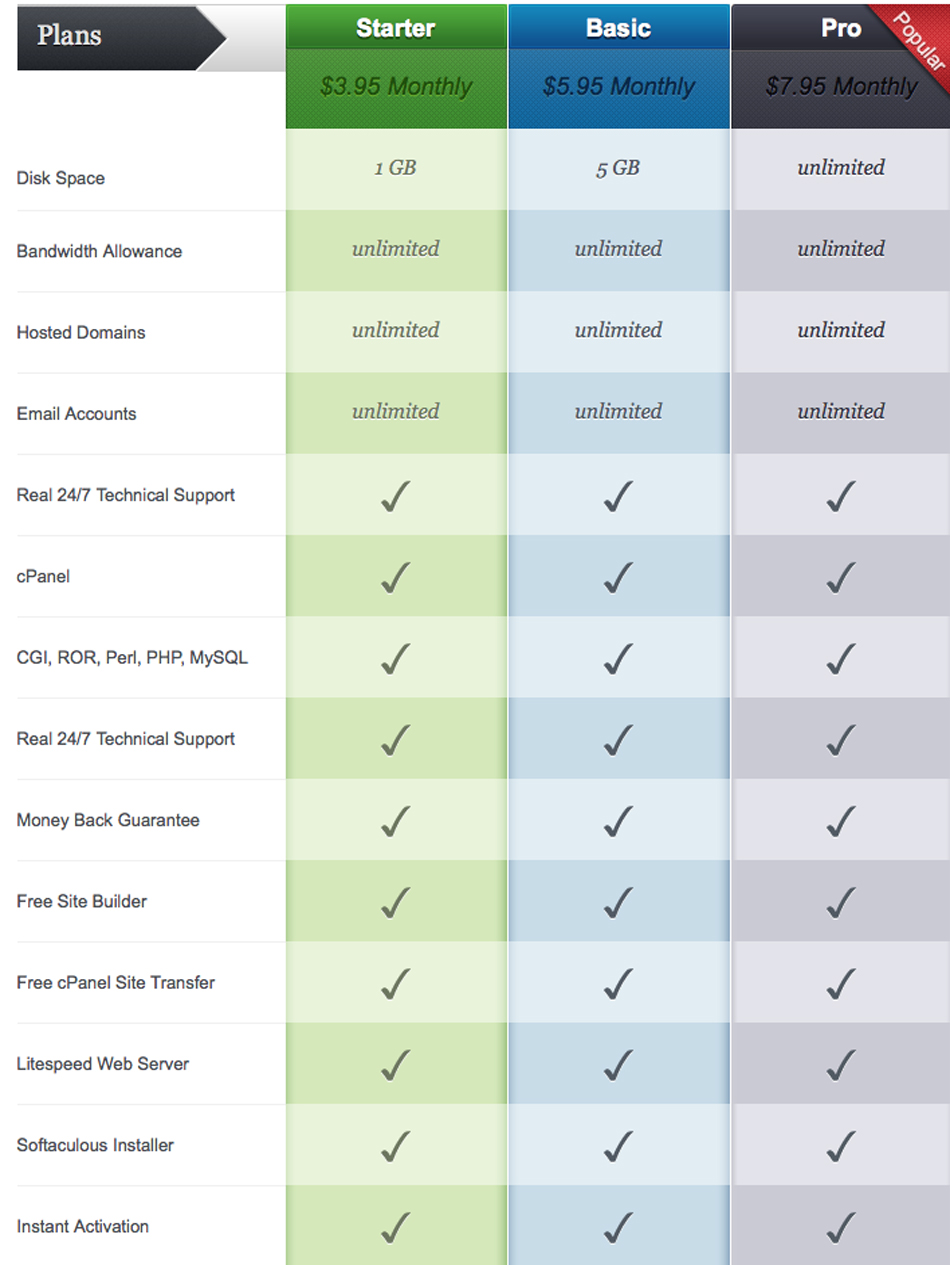 Plans Starter Basic Pro Popular
$3.95 Monthly $5.95 Monthly $7.95 Monthly
Disk Space 1 GB 5 GB unlimited
Bandwidth Allowance unlimited unlimited unlimited
Hosted Domains unlimited unlimited unlimited
Email Accounts unlimited unlimited unlimited
Real 24/7 Technical Support ✓ ✓ ✓
cPanel ✓ ✓ ✓
CGI, ROR, Perl, PHP, MySQL ✓ ✓ ✓
Real 24/7 Technical Support ✓ ✓ ✓
Money Back Guarantee ✓ ✓ ✓
Free Site Builder ✓ ✓ ✓
Free cPanel Site Transfer ✓ ✓ ✓
Litespeed Web Server ✓ ✓ ✓
Softaculous Installer ✓ ✓ ✓
Instant Activation ✓ ✓ ✓